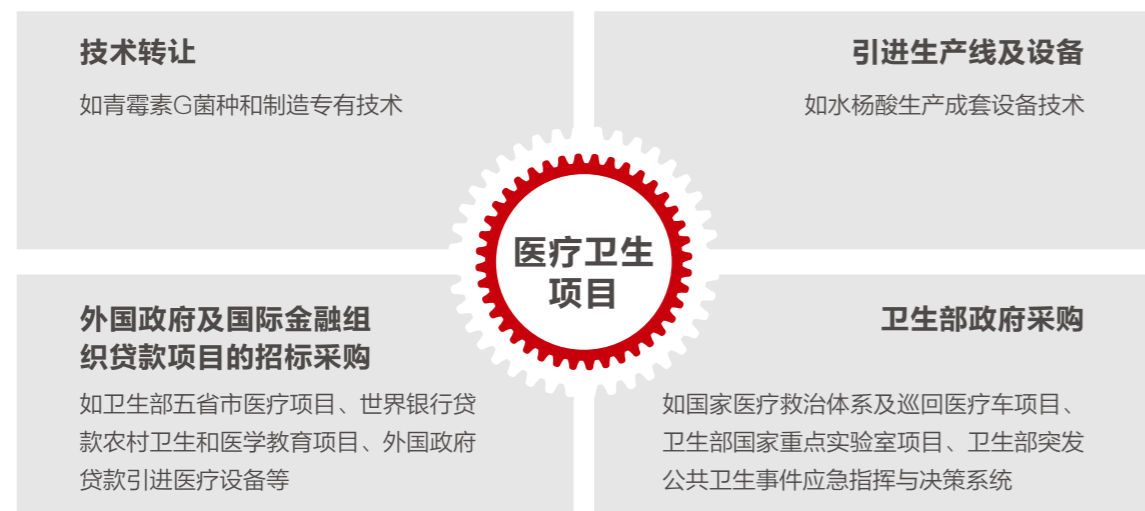 技术转让
如青霉素G菌种和制造专有技术
引进生产线及设备
如水杨酸生产成套设备技术
医疗卫生
项目
外国政府及国际金融组
织贷款项目的招标采购
如卫生部五省市医疗项目、世界银行贷
款农村卫生和医学教育项目、外国政府
贷款引进医疗设备等
卫生部政府采购
如国家医疗救治体系及巡回医疗车项目、
卫生部国家重点实验室项目、卫生部突发
公共卫生事件应急指挥与决策系统